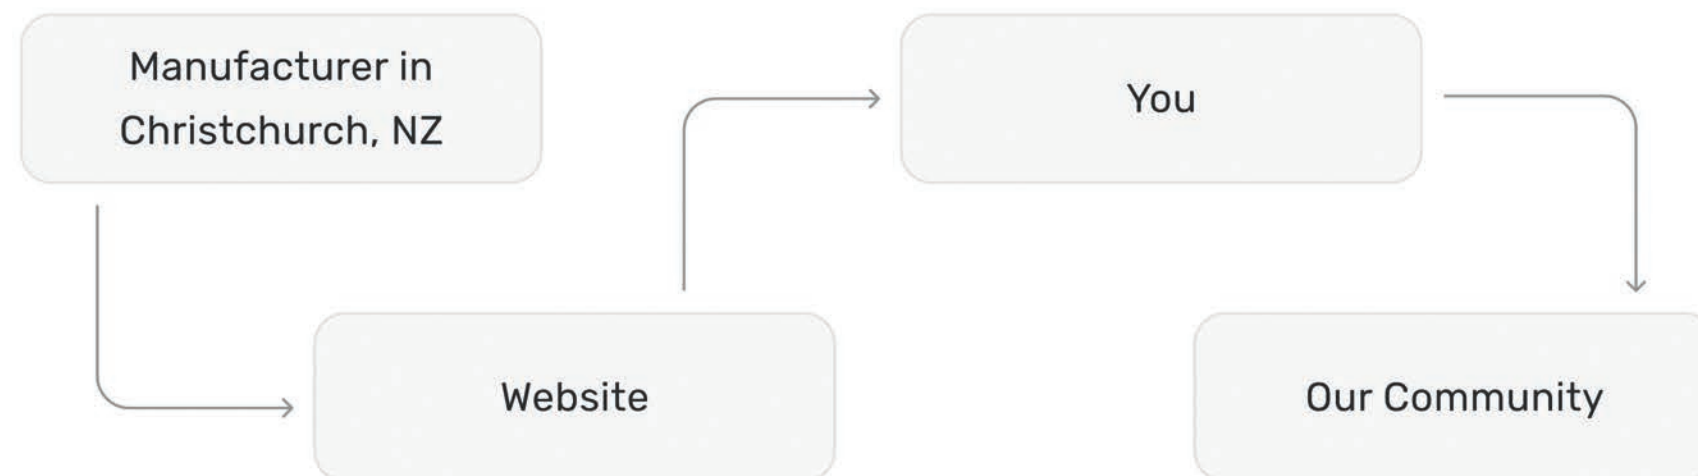 Manufacturer in
Christchurch, NZ
Website
You
Our Community